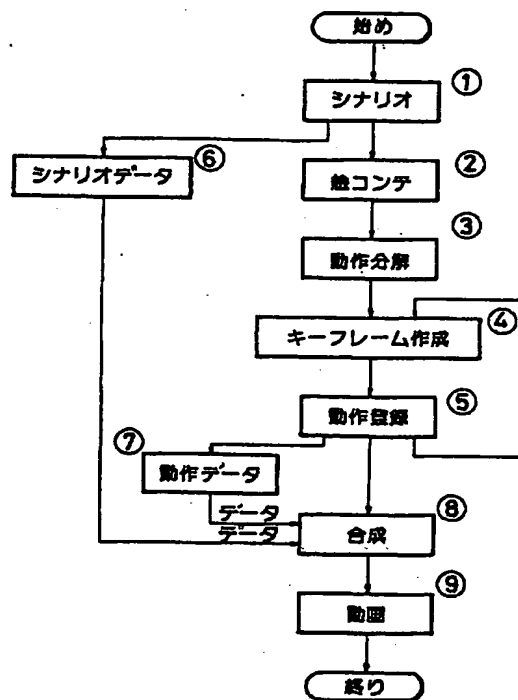 始め
①
シナリオ
⑥
シナリオデータ
②
絵コンテ
③
動作分解
④
キーフレーム作成
⑤
動作登録
⑦
動作データ
データ
データ
⑧
合成
⑨
動画
終り